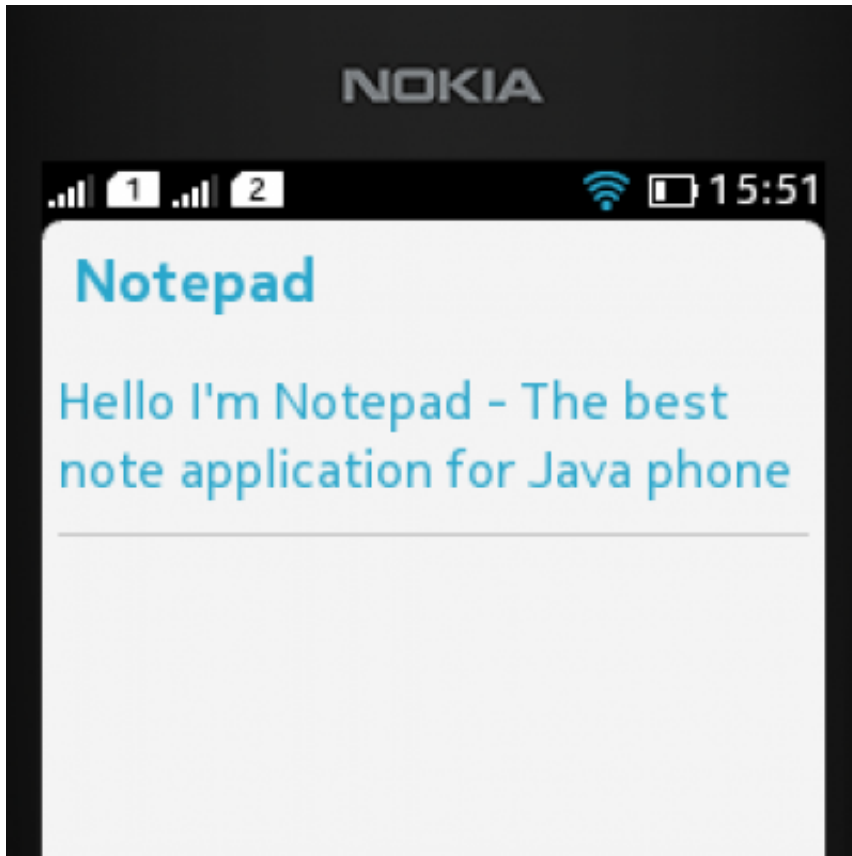 NOKIA
1 2 15:51
Notepad
Hello I'm Notepad - The best
note application for Java phone